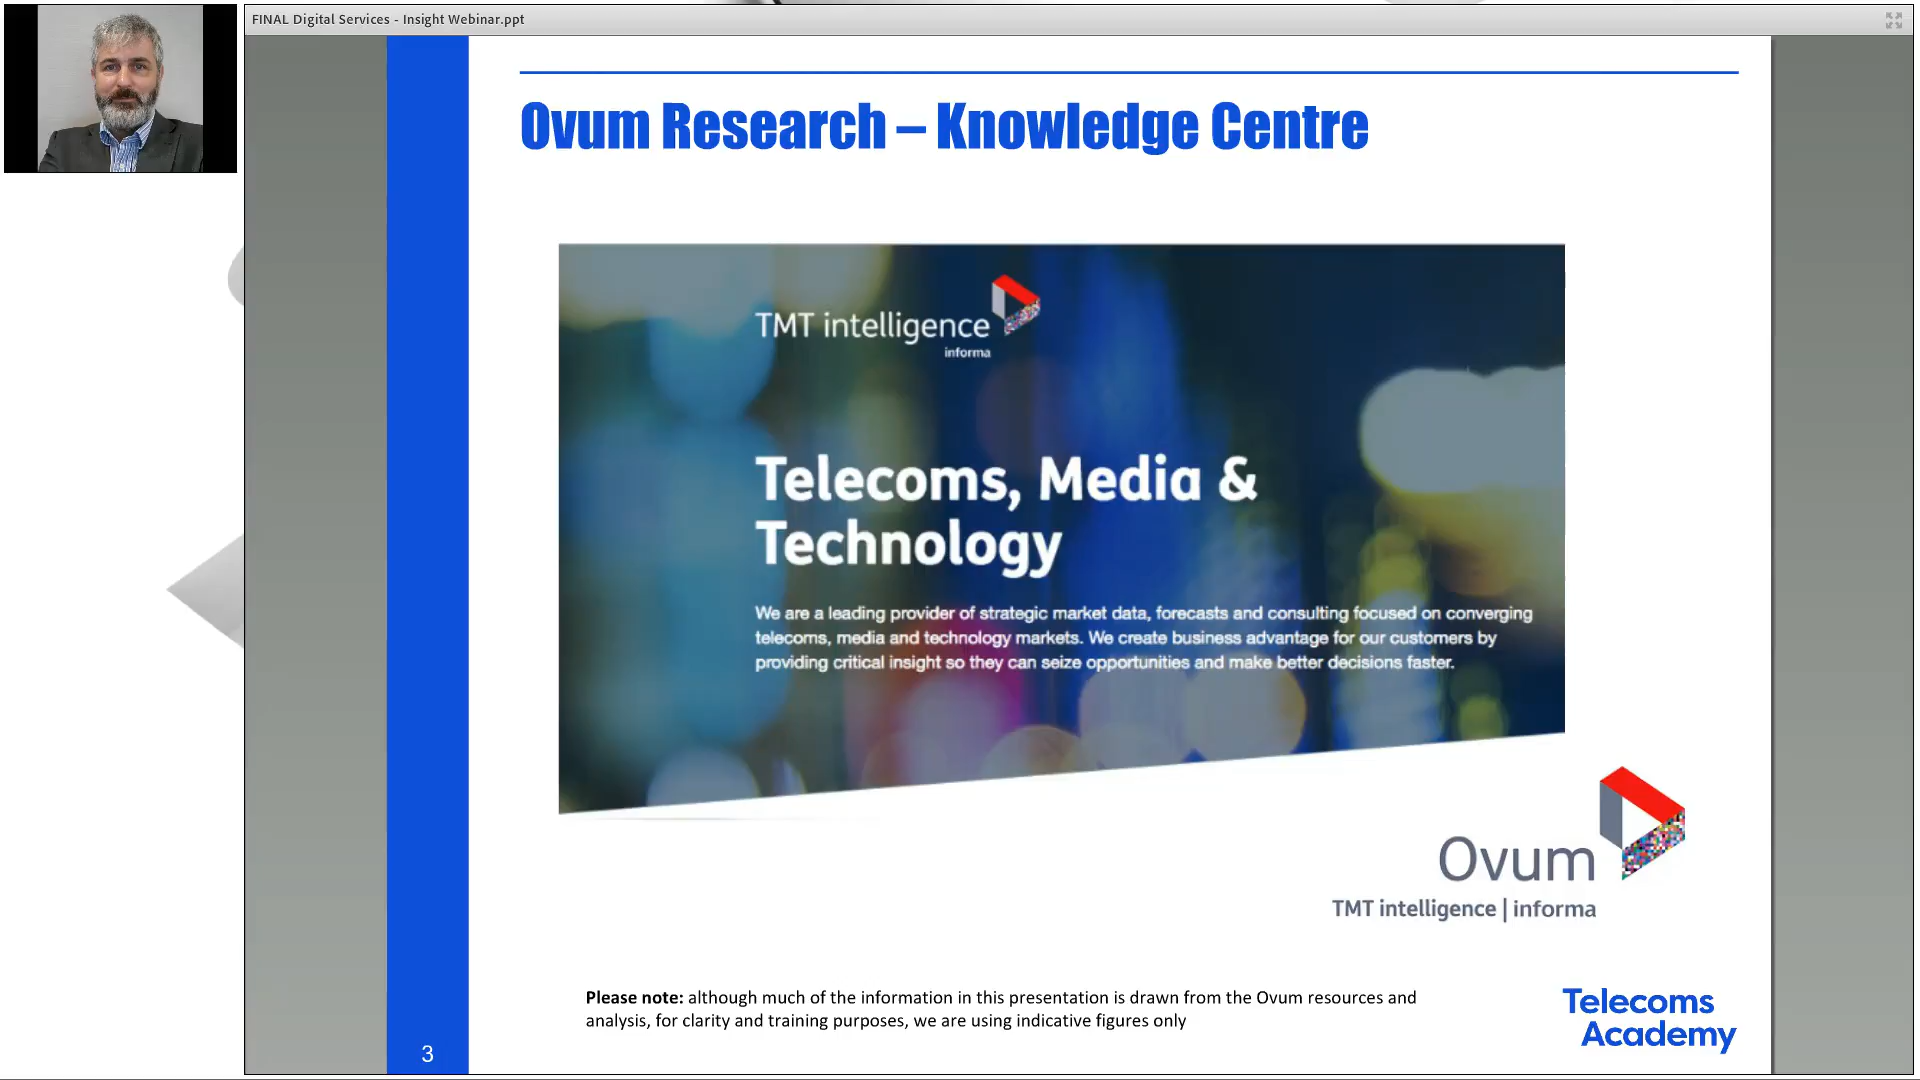 FINAL Digital Services - Insight Webinar.ppt
Ovum Research – Knowledge Centre
TMT intelligence
informa
Telecoms, Media &
Technology
We are a leading provider of strategic market data, forecasts and consulting focused on converging
telecoms, media and technology markets. We create business advantage for our customers by
providing critical insight so they can seize opportunities and make better decisions faster.
Ovum
TMT intelligence | informa
Please note: although much of the information in this presentation is drawn from the Ovum resources and
analysis, for clarity and training purposes, we are using indicative figures only
Telecoms
Academy
3